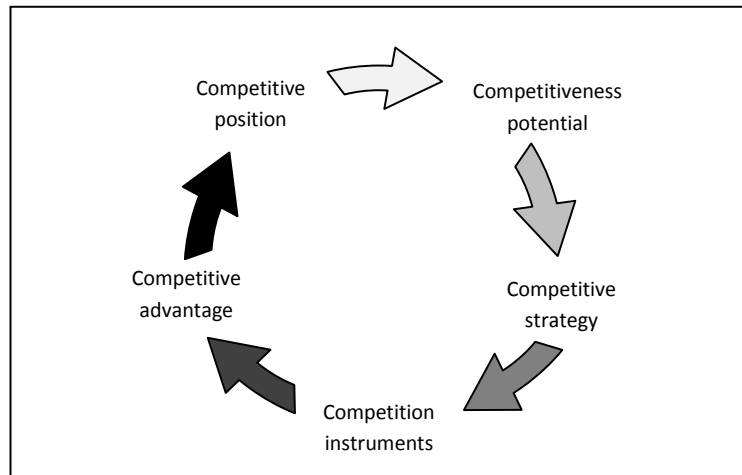 Competitive
position
Competitiveness
potential
Competitive
strategy
Competition
instruments
Competitive
advantage